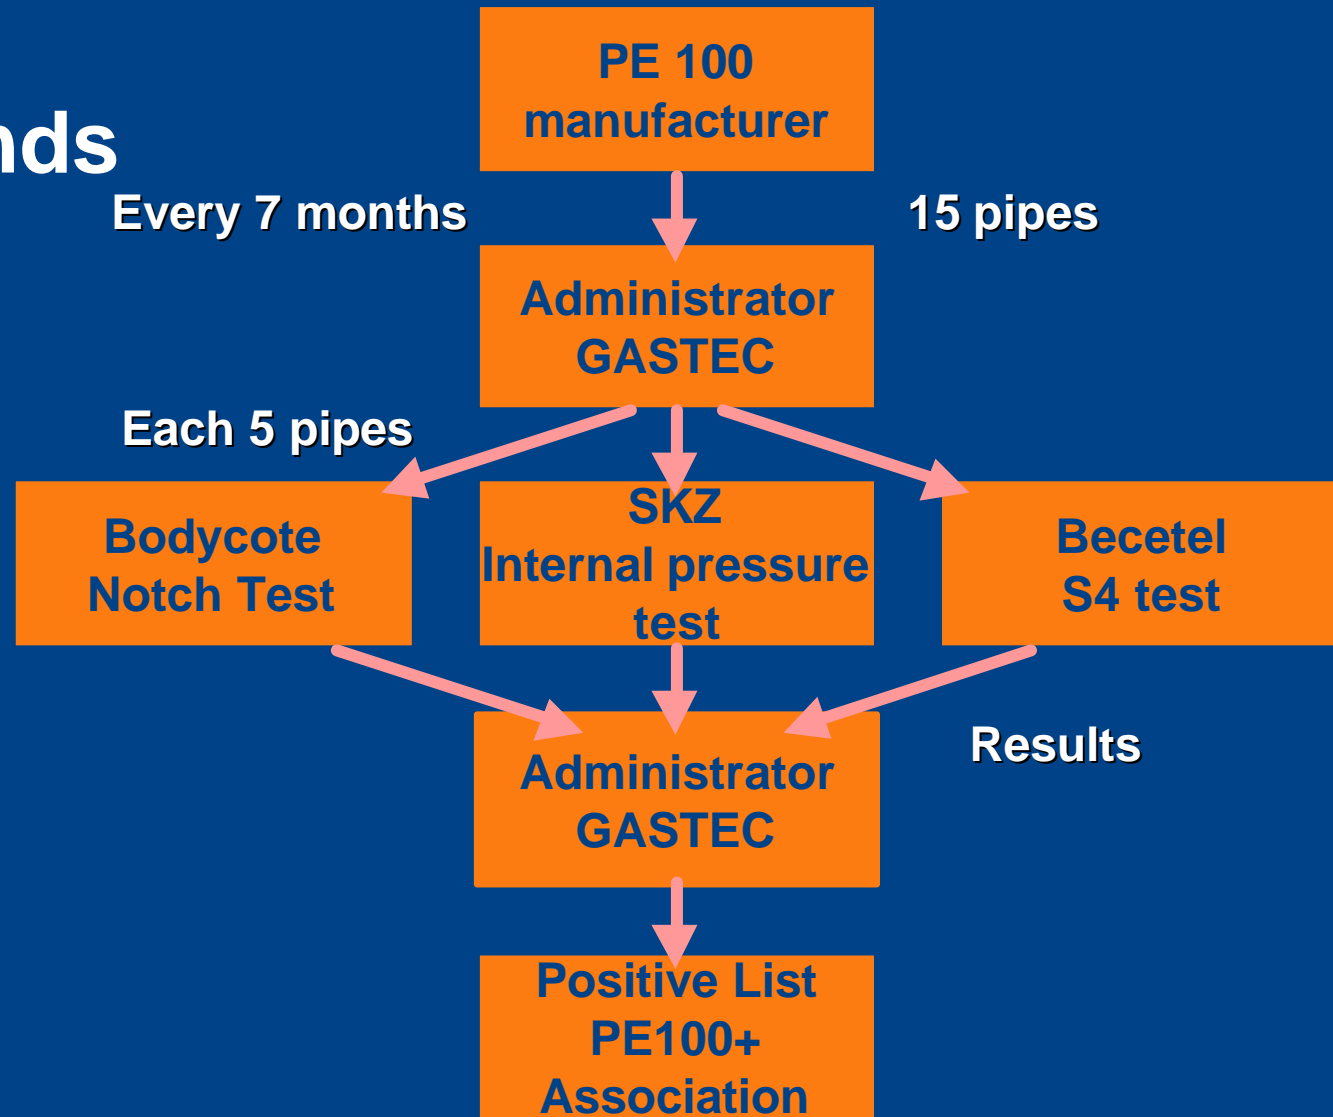 PE 100
manufacturer
nds
Every 7 months
15 pipes
Administrator
GASTEC
Each 5 pipes
Bodycote
Notch Test
SKZ
Internal pressure
test
Becetel
S4 test
Results
Administrator
GASTEC
Positive List
PE100+
Association